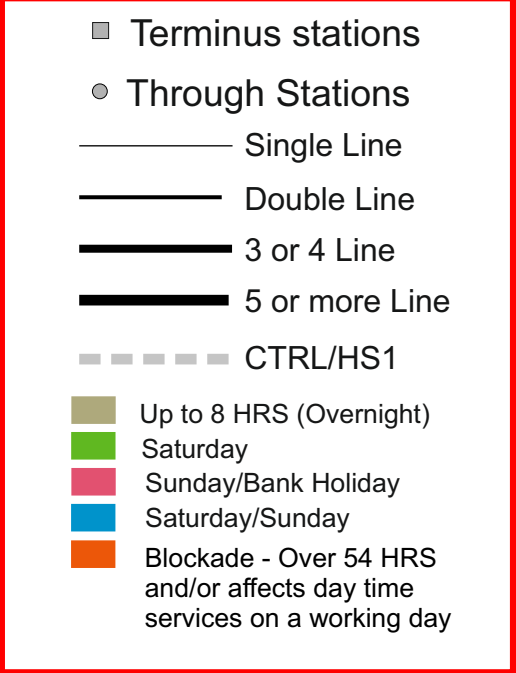 Terminus stations
Through Stations
Single Line
Double Line
3 or 4 Line
5 or more Line
CTRL/HS1
Up to 8 HRS (Overnight)
Saturday
Sunday/Bank Holiday
Saturday/Sunday
Blockade - Over 54 HRS
and/or affects day time
services on a working day